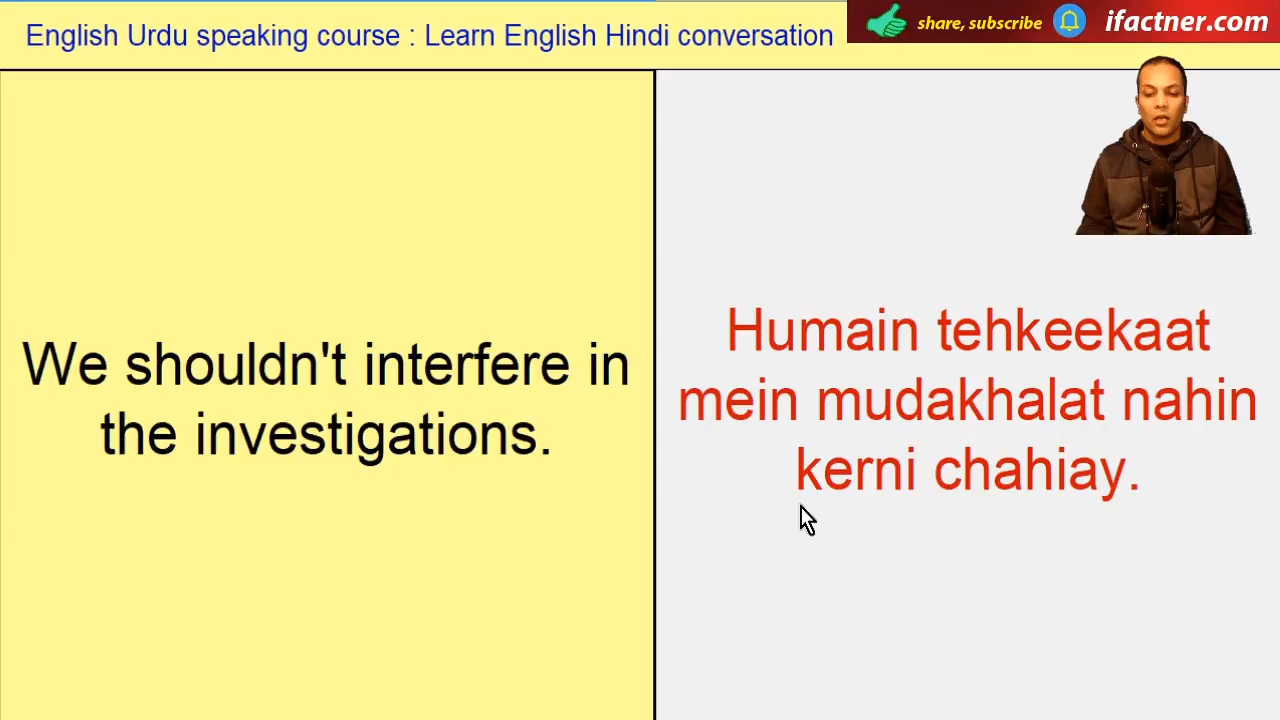 English Urdu speaking course : Learn English Hindi conversation
share, subscribe
ifactner.com
We shouldn't interfere in
the investigations.
Humain tehkeekaat
mein mudakhalat nahin
kerni chahiay.